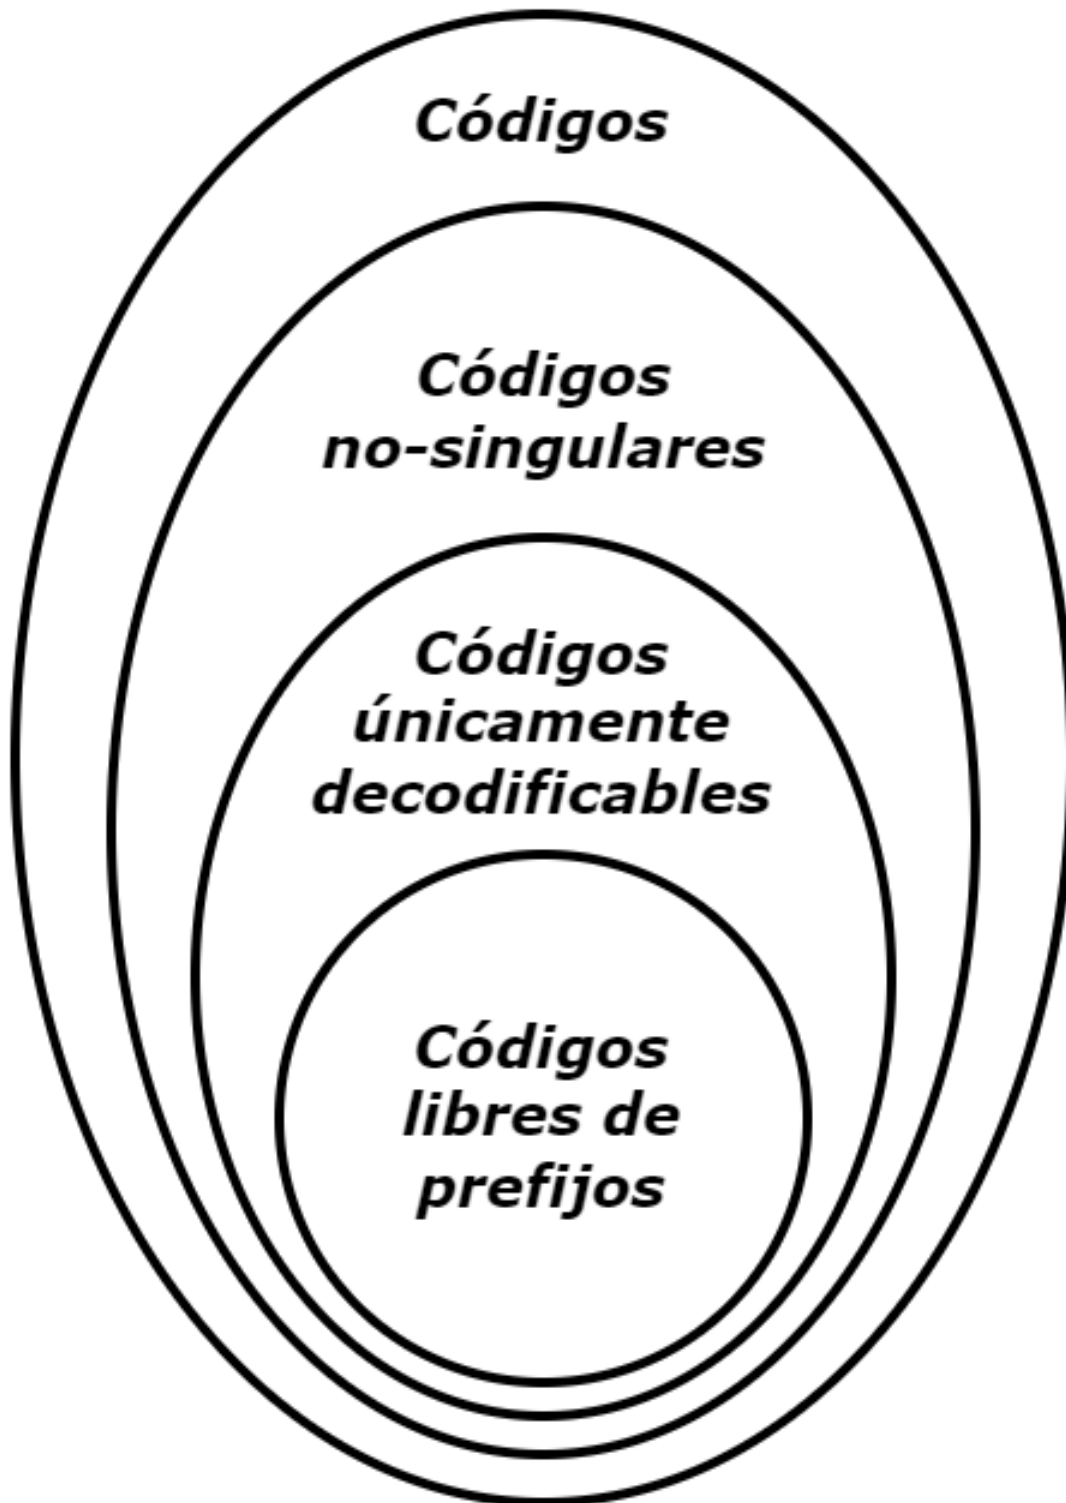 Códigos
Códigos
no-singulares
Códigos
únicamente
decodificables
Códigos
libres de
prefijos